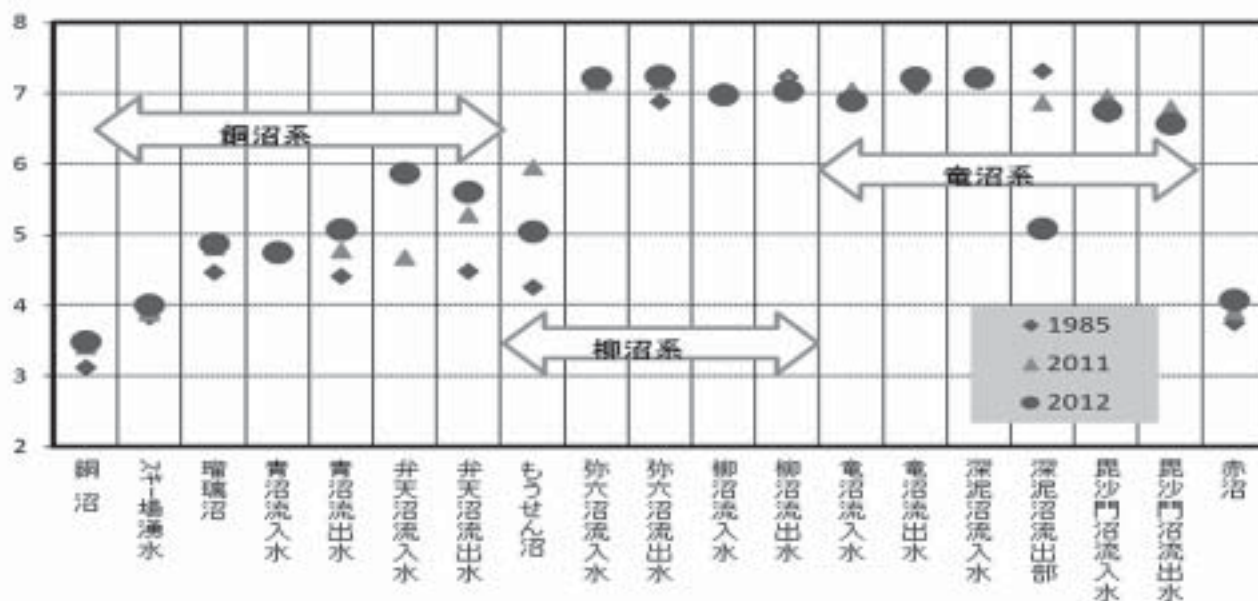 8
7
6
5
4
3
2
銅沼系
竜沼系
柳沼系
1985
2011
2012
銅沼
スキー場湧水
瑠璃沼
青沼流入水
青沼流出水
弁天沼流入水
弁天沼流出水
もうせん沼
弥六沼流入水
弥六沼流出水
柳沼流入水
柳沼流出水
竜沼流入水
竜沼流出水
深泥沼流入水
深泥沼流出部
毘沙門沼流入水
毘沙門沼流出水
赤沼